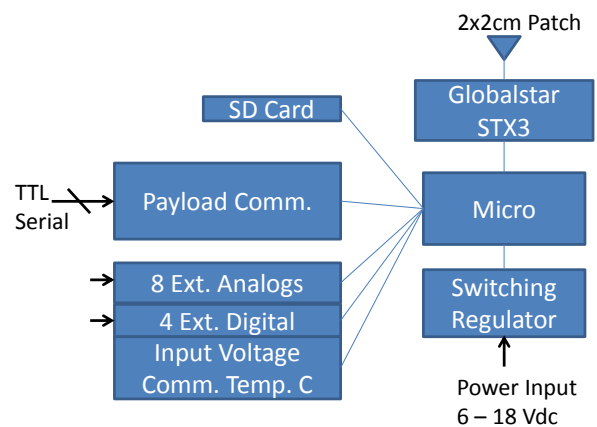 2x2cm Patch
Globalstar
STX3
SD Card
TTL
Serial
Payload Comm.
Micro
8 Ext. Analogs
4 Ext. Digital
Input Voltage
Comm. Temp. C
Switching
Regulator
Power Input
6 – 18 Vdc